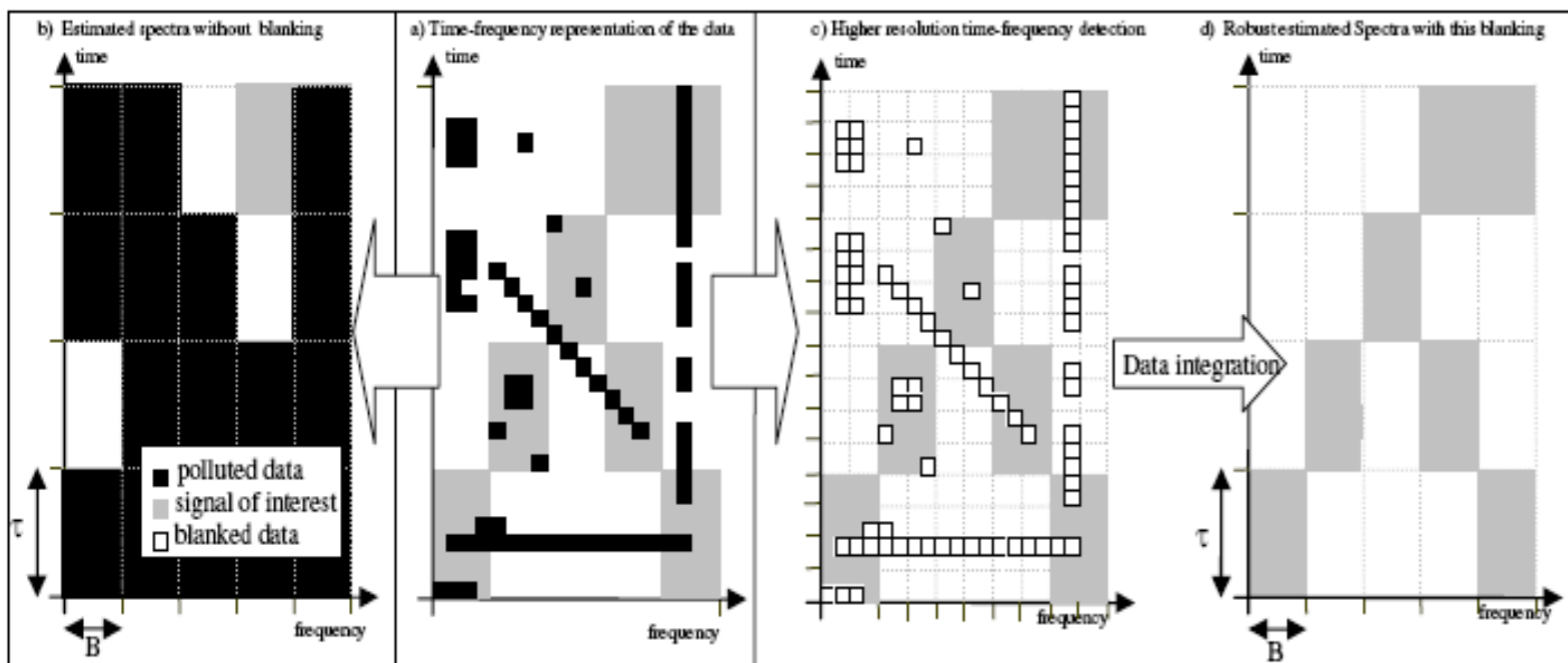 b) Estimated spectra without blanking
a) Time-frequency representation of the data
c) Higher resolution time-frequency detection
d) Robust estimated Spectra with this blanking
time
time
time
time
polluted data
signal of interest
blanked data
Data integration
τ
τ
B
frequency
frequency
frequency
B
frequency